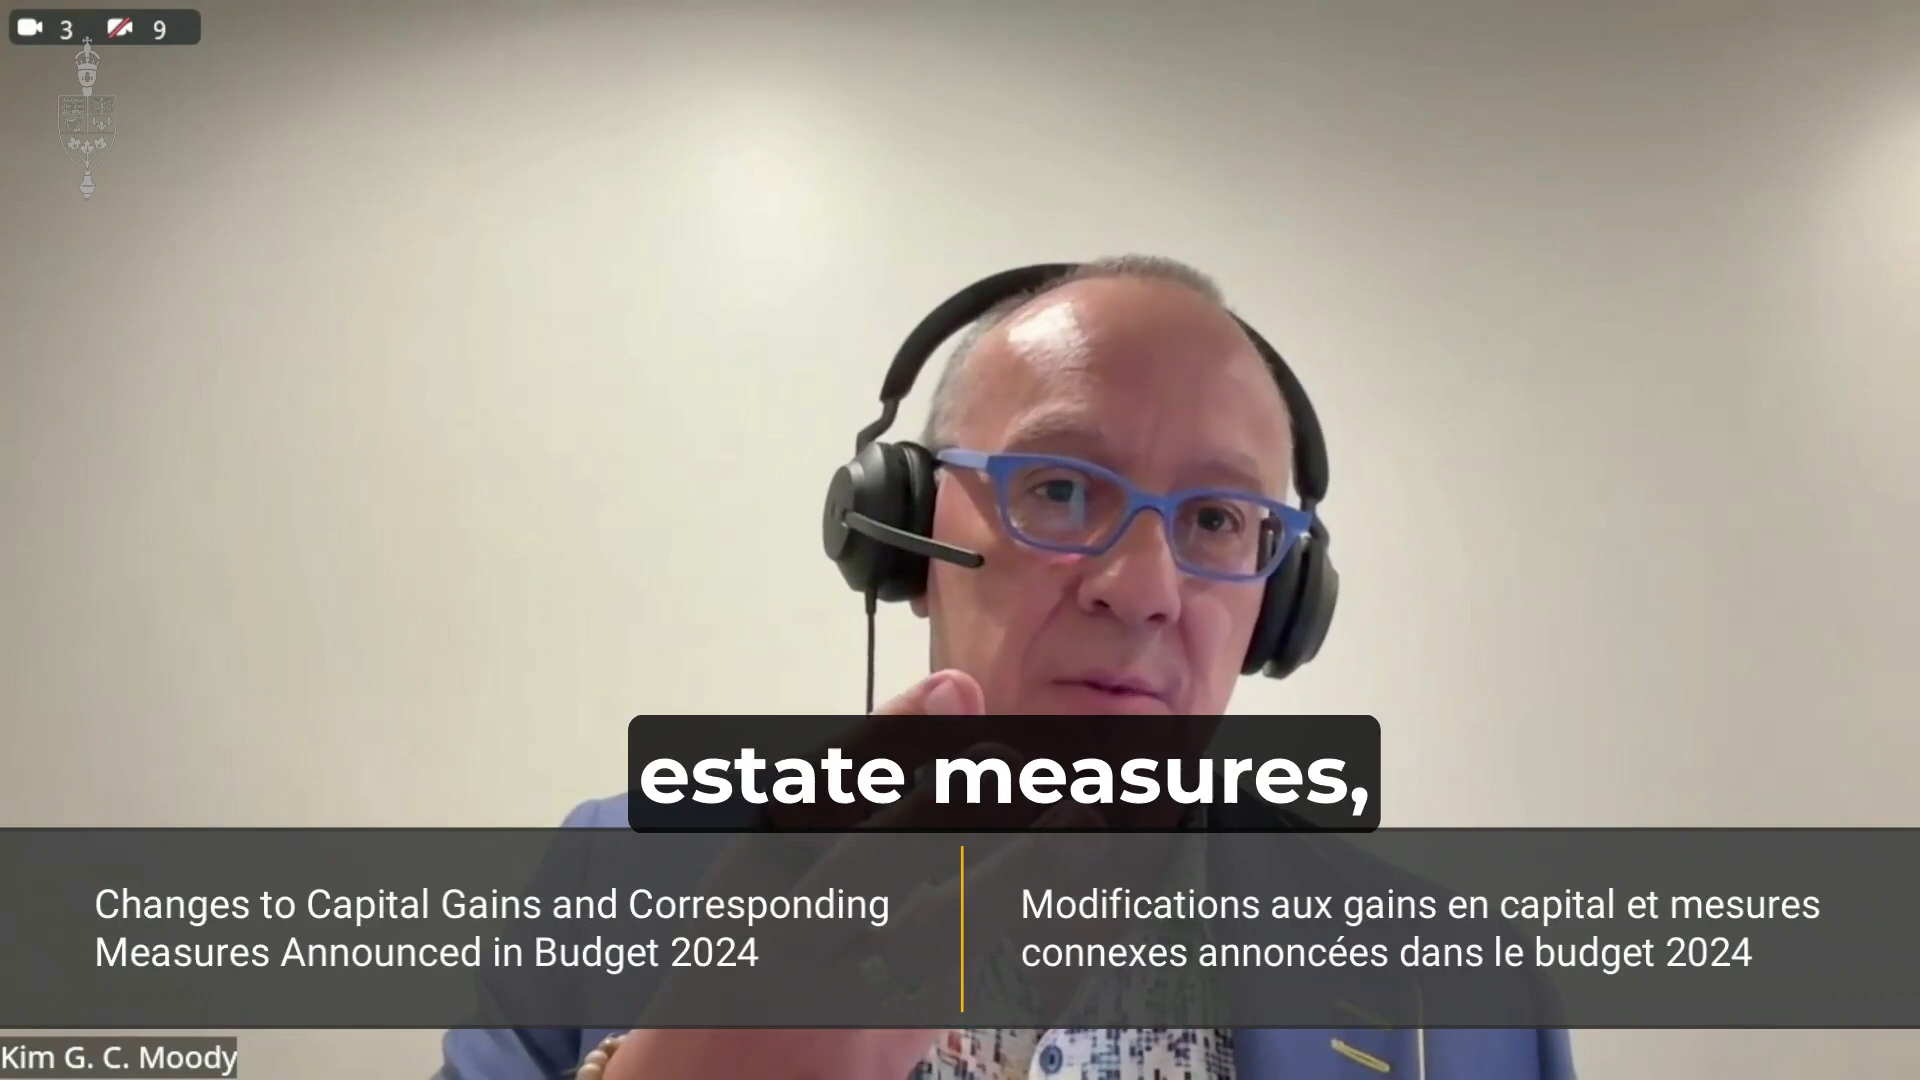 3 9
estate measures,
Changes to Capital Gains and Corresponding
Measures Announced in Budget 2024
Modifications aux gains en capital et mesures
connexes annoncées dans le budget 2024
Kim G. C. Moody